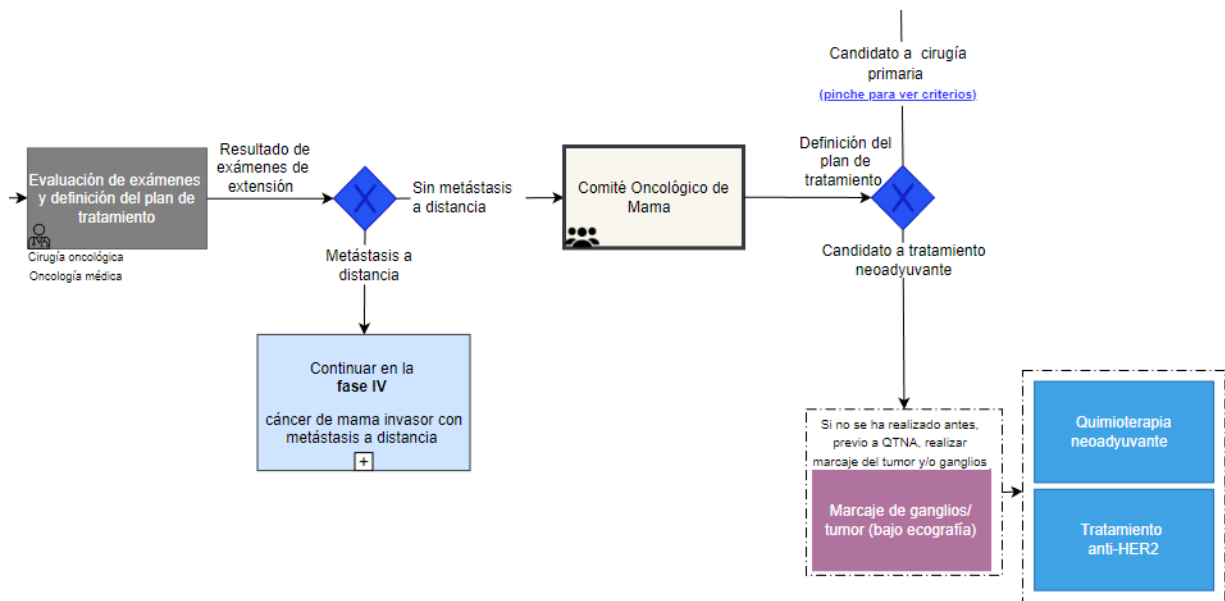 Evaluación de exámenes
y definición del plan de
tratamiento
Cirugía oncológica
Oncología médica
Resultado de
exámenes de
extensión
Sin metástasis
a distancia
Metástasis a
distancia
Continuar en la
fase IV
cáncer de mama invasor con
metástasis a distancia
Comité Oncológico de
Mama
Definición del
plan de
tratamiento
Candidato a cirugía
primaria
(pinche para ver criterios)
Candidato a tratamiento
neoadyuvante
Si no se ha realizado antes,
previo a QTNA, realizar
marcaje del tumor y/o ganglios
Marcaje de ganglios/
tumor (bajo ecografía)
Quimioterapia
neoadyuvante
Tratamiento
anti-HER2